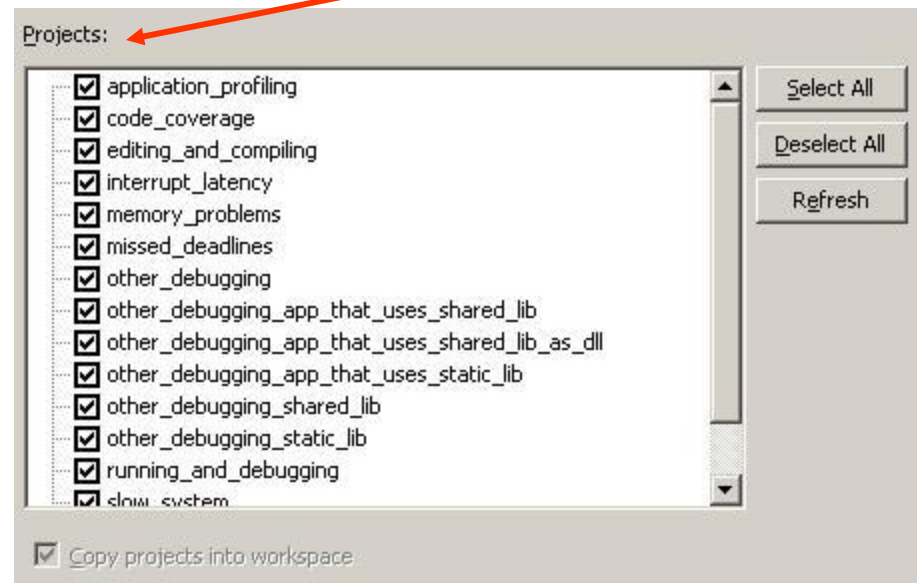 Projects:
application_profiling
Select All
code_coverage
Deselect All
editing_and_compiling
interrupt_latency
Refresh
memory_problems
missed_deadlines
other_debugging
other_debugging_app_that_uses_shared_lib
other_debugging_app_that_uses_shared_lib_as_dll
other_debugging_app_that_uses_static_lib
other_debugging_shared_lib
other_debugging_static_lib
running_and_debugging
slow_system
Copy projects into workspace